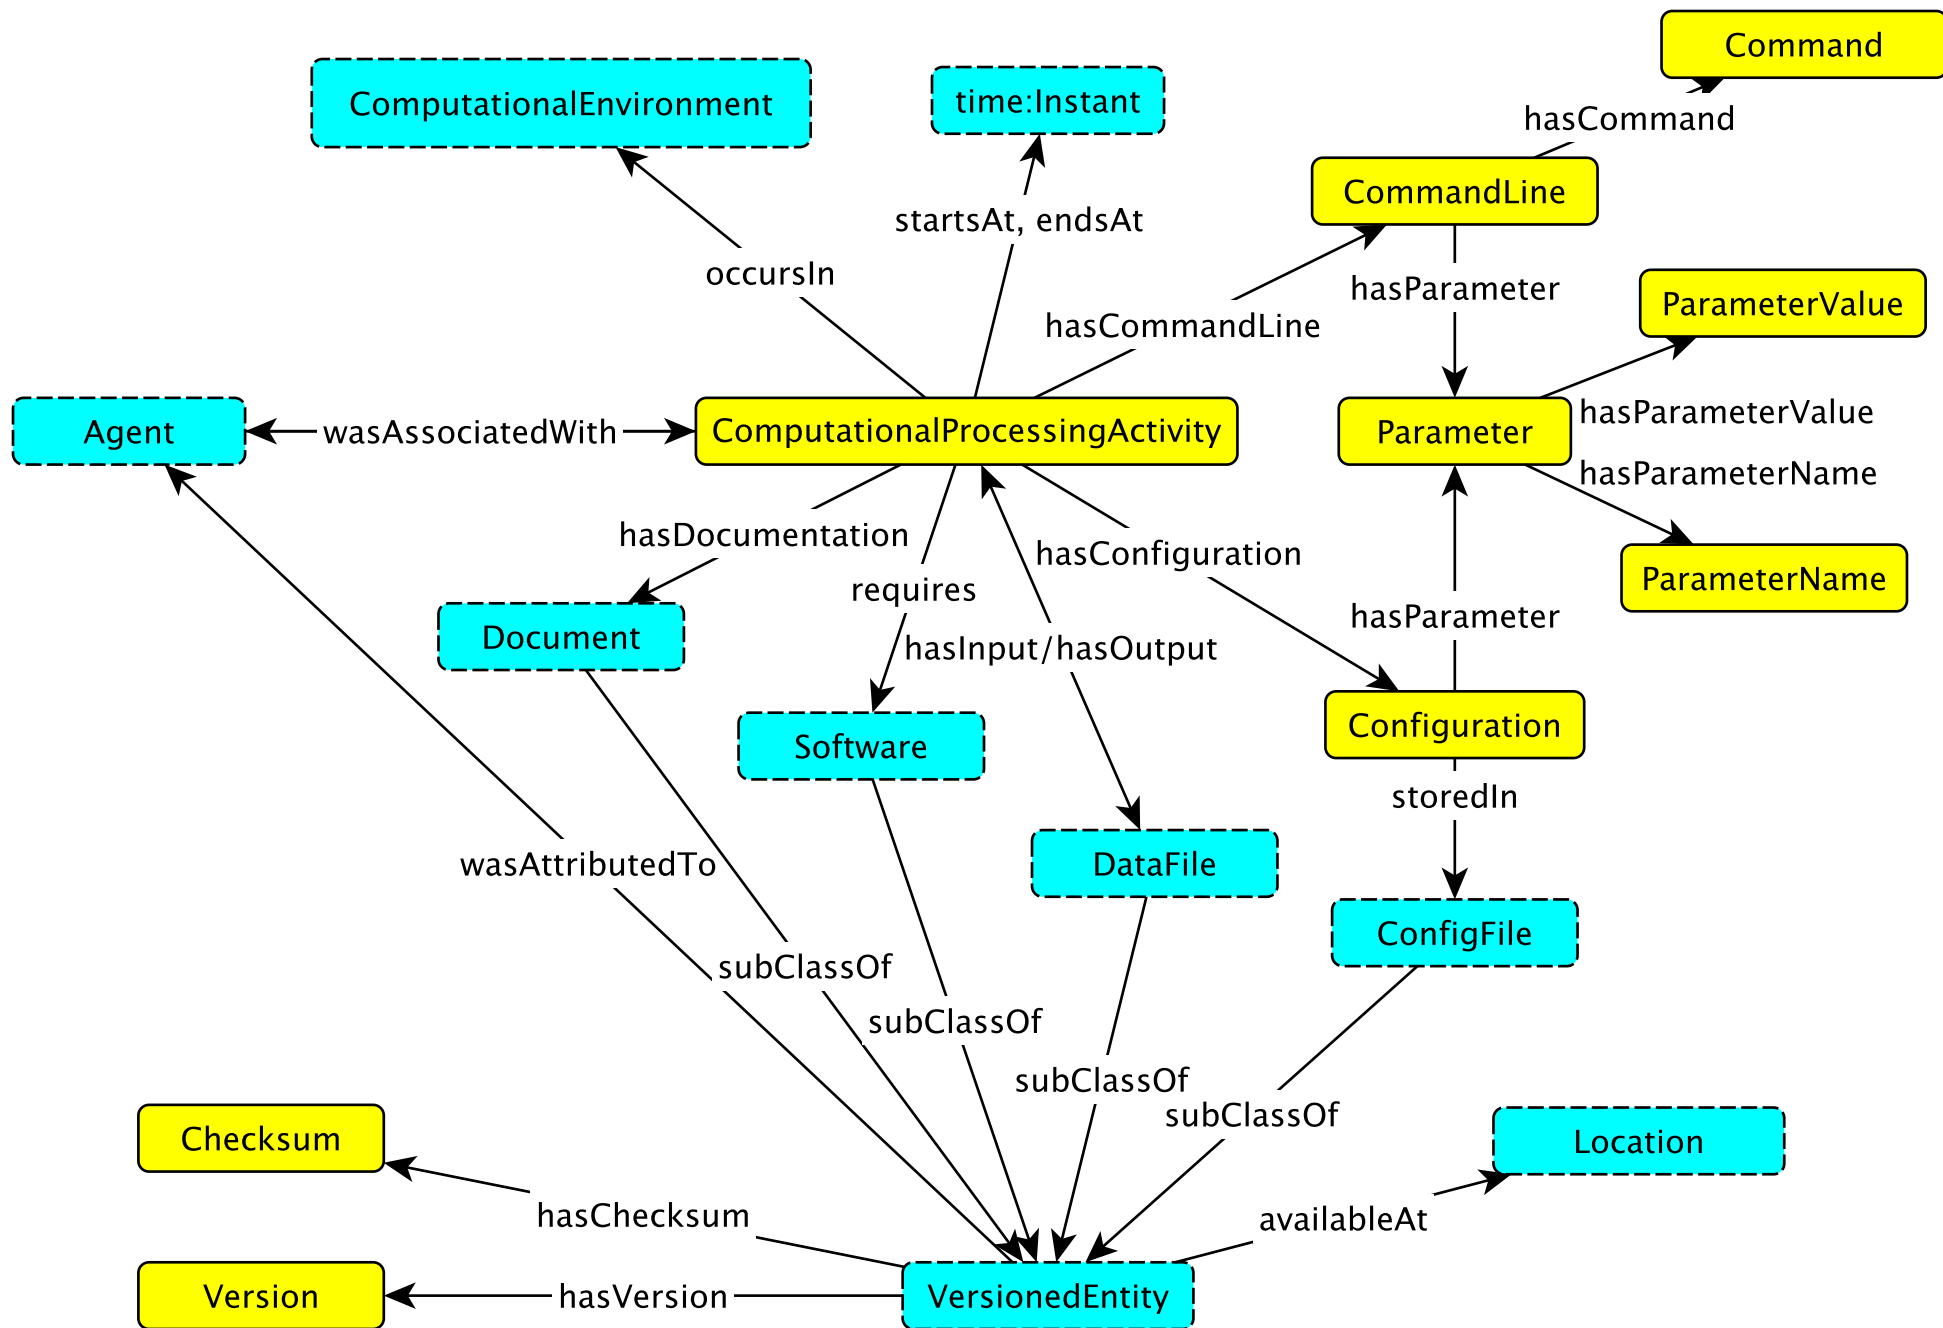 Command
ComputationalEnvironment
time:Instant
hasCommand
CommandLine
startsAt, endsAt
occursIn
hasParameter
ParameterValue
hasCommandLine
Agent
wasAssociatedWith
ComputationalProcessingActivity
Parameter
hasParameterValue
hasParameterName
hasDocumentation
hasConfiguration
requires
ParameterName
hasParameter
Document
hasInput/hasOutput
Configuration
Software
storedIn
wasAttributedTo
DataFile
ConfigFile
subClassOf
subClassOf
subClassOf
subClassOf
Checksum
Location
hasChecksum
availableAt
Version
hasVersion
VersionedEntity